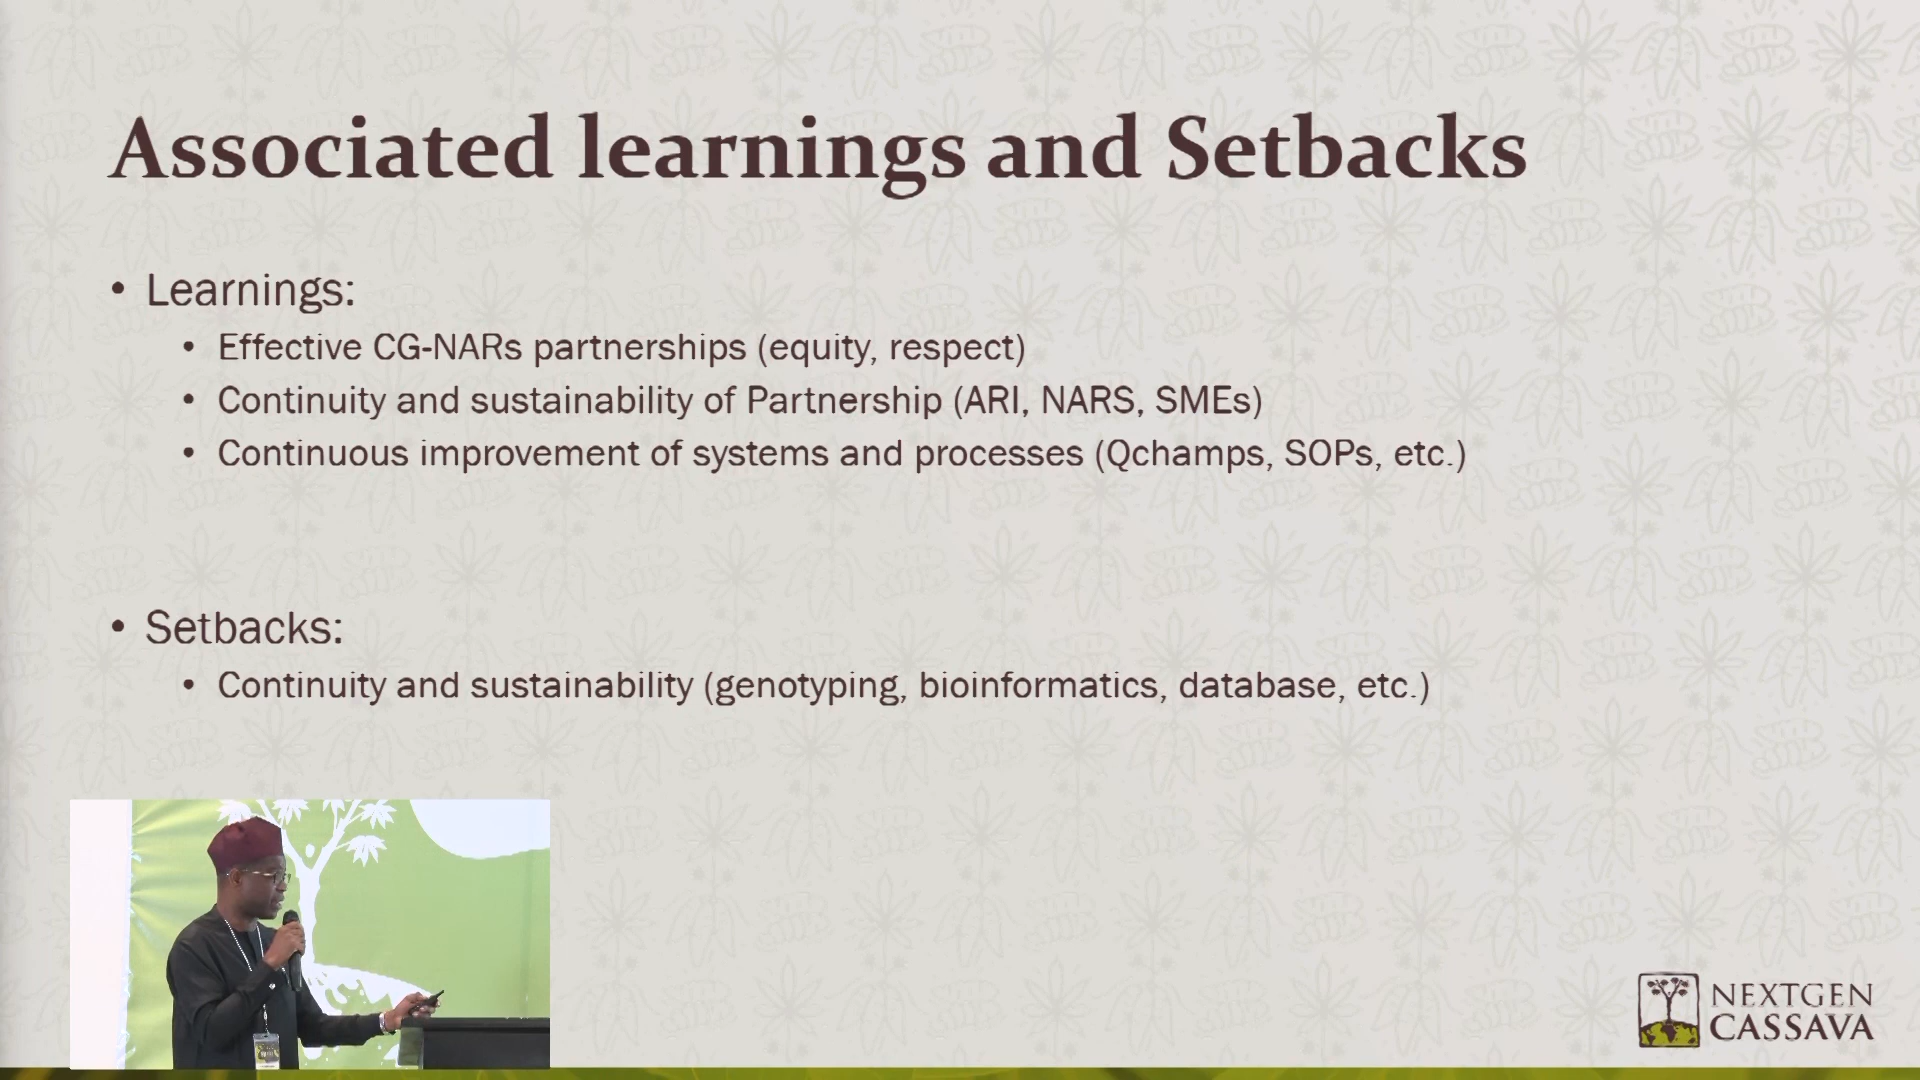 Associated learnings and Setbacks
• Learnings:
• Effective CG-NARs partnerships (equity, respect)
• Continuity and sustainability of Partnership (ARI, NARS, SMEs)
• Continuous improvement of systems and processes (Qchamps, SOPs, etc.)
• Setbacks:
• Continuity and sustainability (genotyping, bioinformatics, database, etc.)
NEXTGEN
CASSAVA